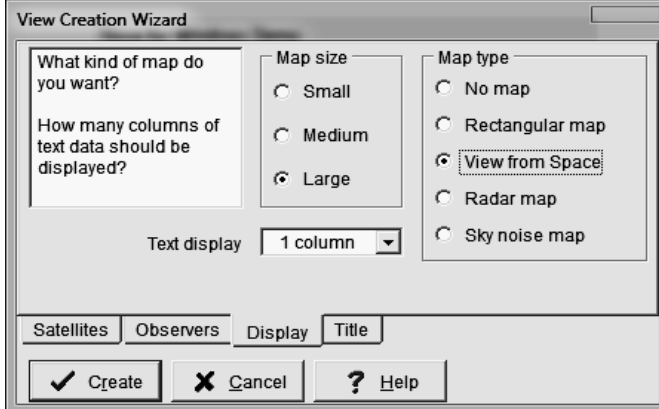 View Creation Wizard
What kind of map do
you want?
How many columns of
text data should be
displayed?
Map size
Small
Medium
Large
Map type
No map
Rectangular map
View from Space
Radar map
Sky noise map
Text display
1 column
Satellites
Observers
Display
Title
Create
Cancel
Help